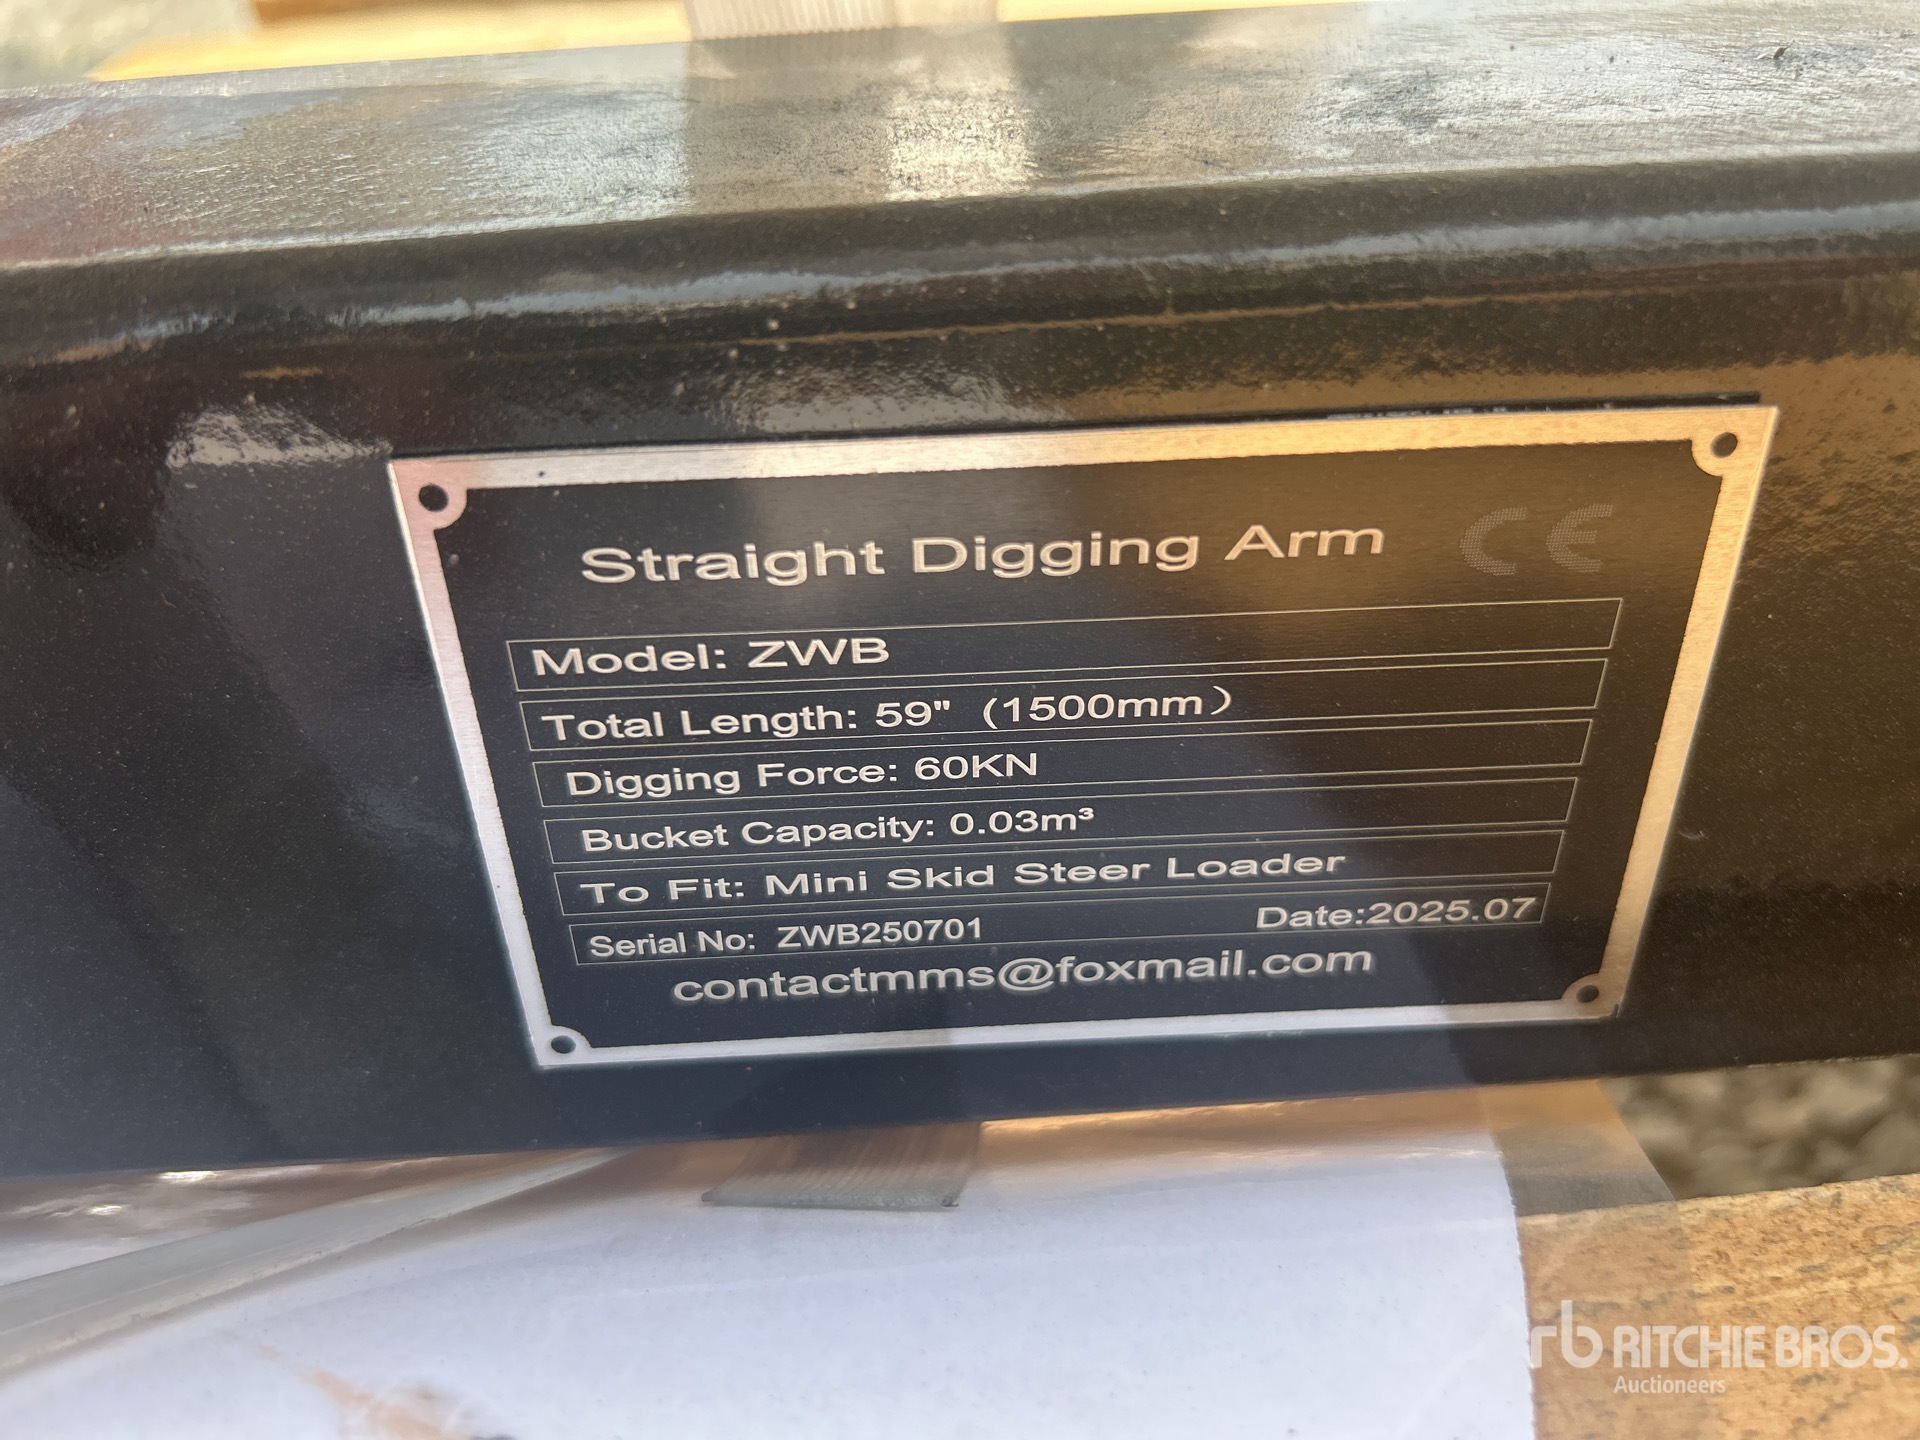 Straight Digging Arm CE
Model: ZWB
Total Length: 59" (1500mm)
Digging Force: 60KN
Bucket Capacity: 0.03m³
To Fit: Mini Skid Steer Loader
Serial No: ZWB250701 Date:2025.07
contactmms@foxmail.com
rb RITCHIE BROS.
Auctioneers